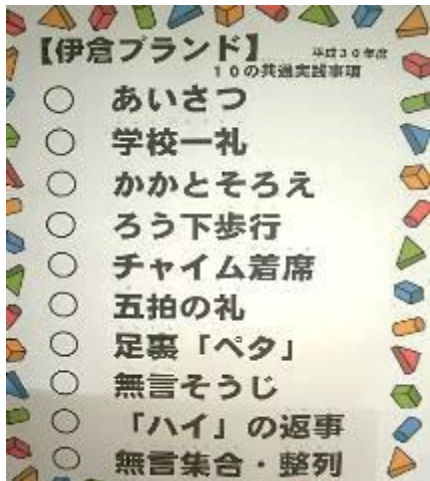 【伊倉ブランド】
平成30年度
10の共通実践事項
○ あいさつ
○ 学校一礼
○ かかとそろえ
○ ろう下歩行
○ チャイム着席
○ 五拍の礼
○ 足裏「ペタ」
○ 無言そうじ
○ 「ハイ」の返事
○ 無言集合・整列